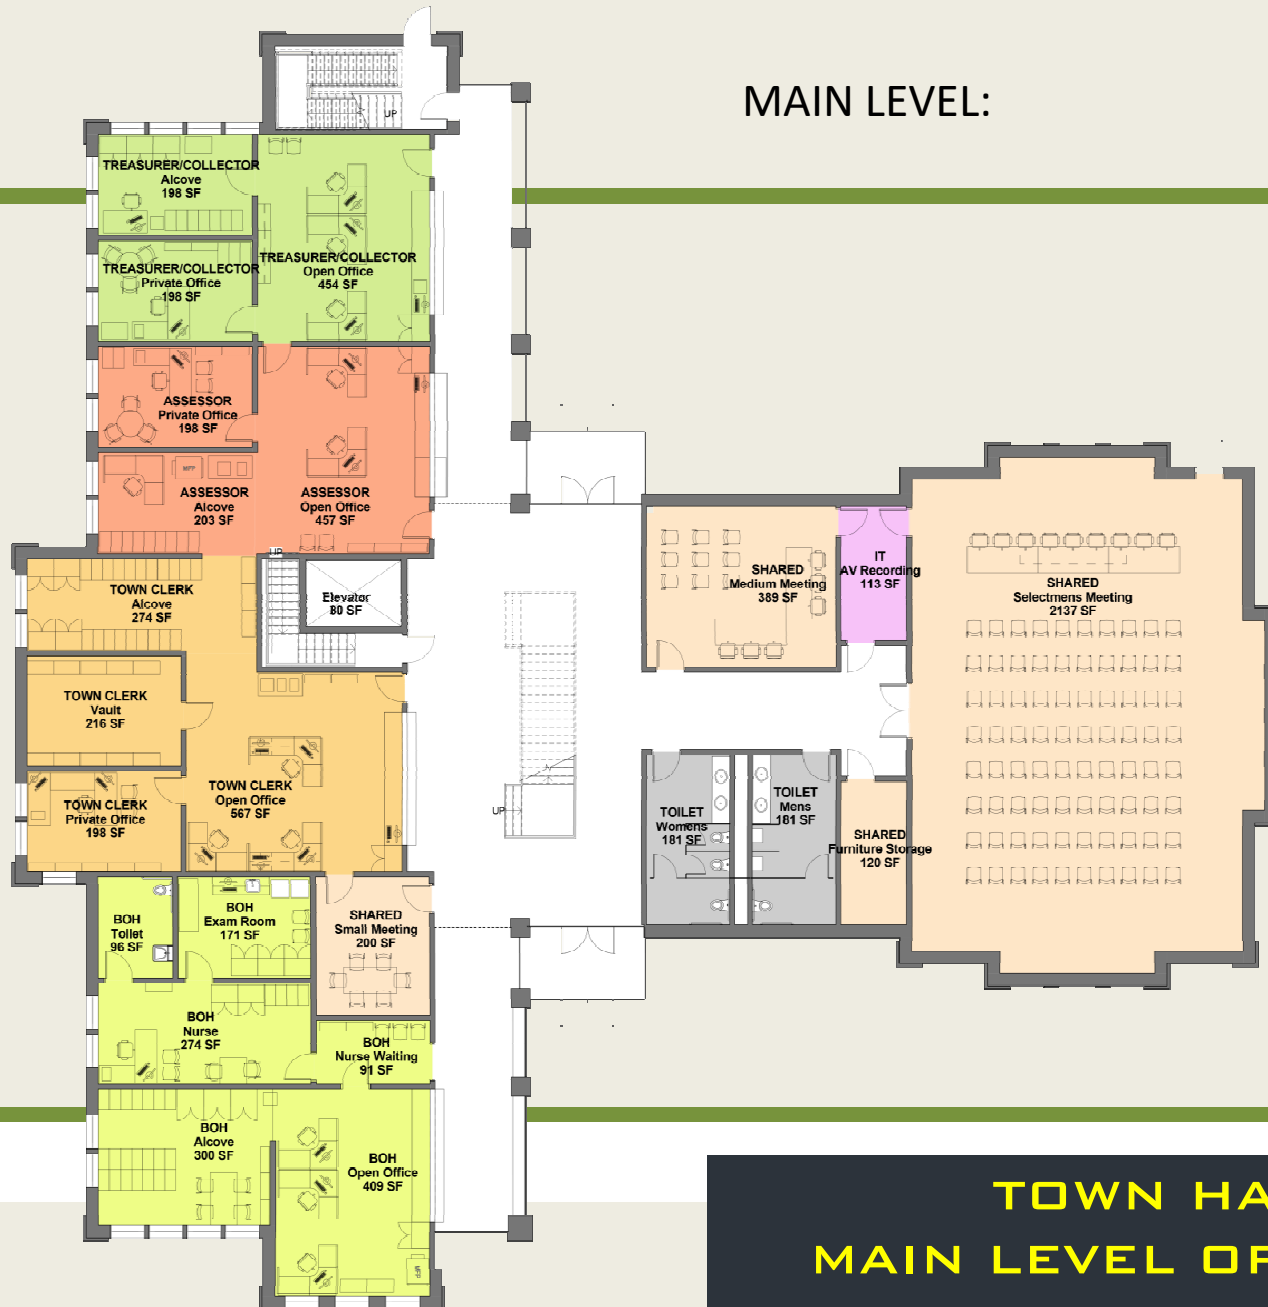 MAIN LEVEL:
UP
TREASURER/COLLECTOR
Alcove
198 SF
TREASURER/COLLECTOR
Open Office
454 SF
TREASURER/COLLECTOR
Private Office
198 SF
ASSESSOR
Private Office
198 SF
MFP
ASSESSOR
Alcove
203 SF
ASSESSOR
Open Office
457 SF
UP
Elevator
80 SF
TOWN CLERK
Alcove
274 SF
TOWN CLERK
Vault
216 SF
TOWN CLERK
Private Office
198 SF
TOWN CLERK
Open Office
567 SF
UP
SHARED
Medium Meeting
389 SF
IT
AV Recording
113 SF
SHARED
Selectmens Meeting
2137 SF
TOILET
Womens
181 SF
TOILET
Mens
181 SF
SHARED
Furniture Storage
120 SF
BOH
Toilet
96 SF
BOH
Exam Room
171 SF
SHARED
Small Meeting
200 SF
BOH
Nurse
274 SF
BOH
Nurse Waiting
91 SF
BOH
Alcove
300 SF
BOH
Open Office
409 SF
MFP
TOWN HA
MAIN LEVEL OP